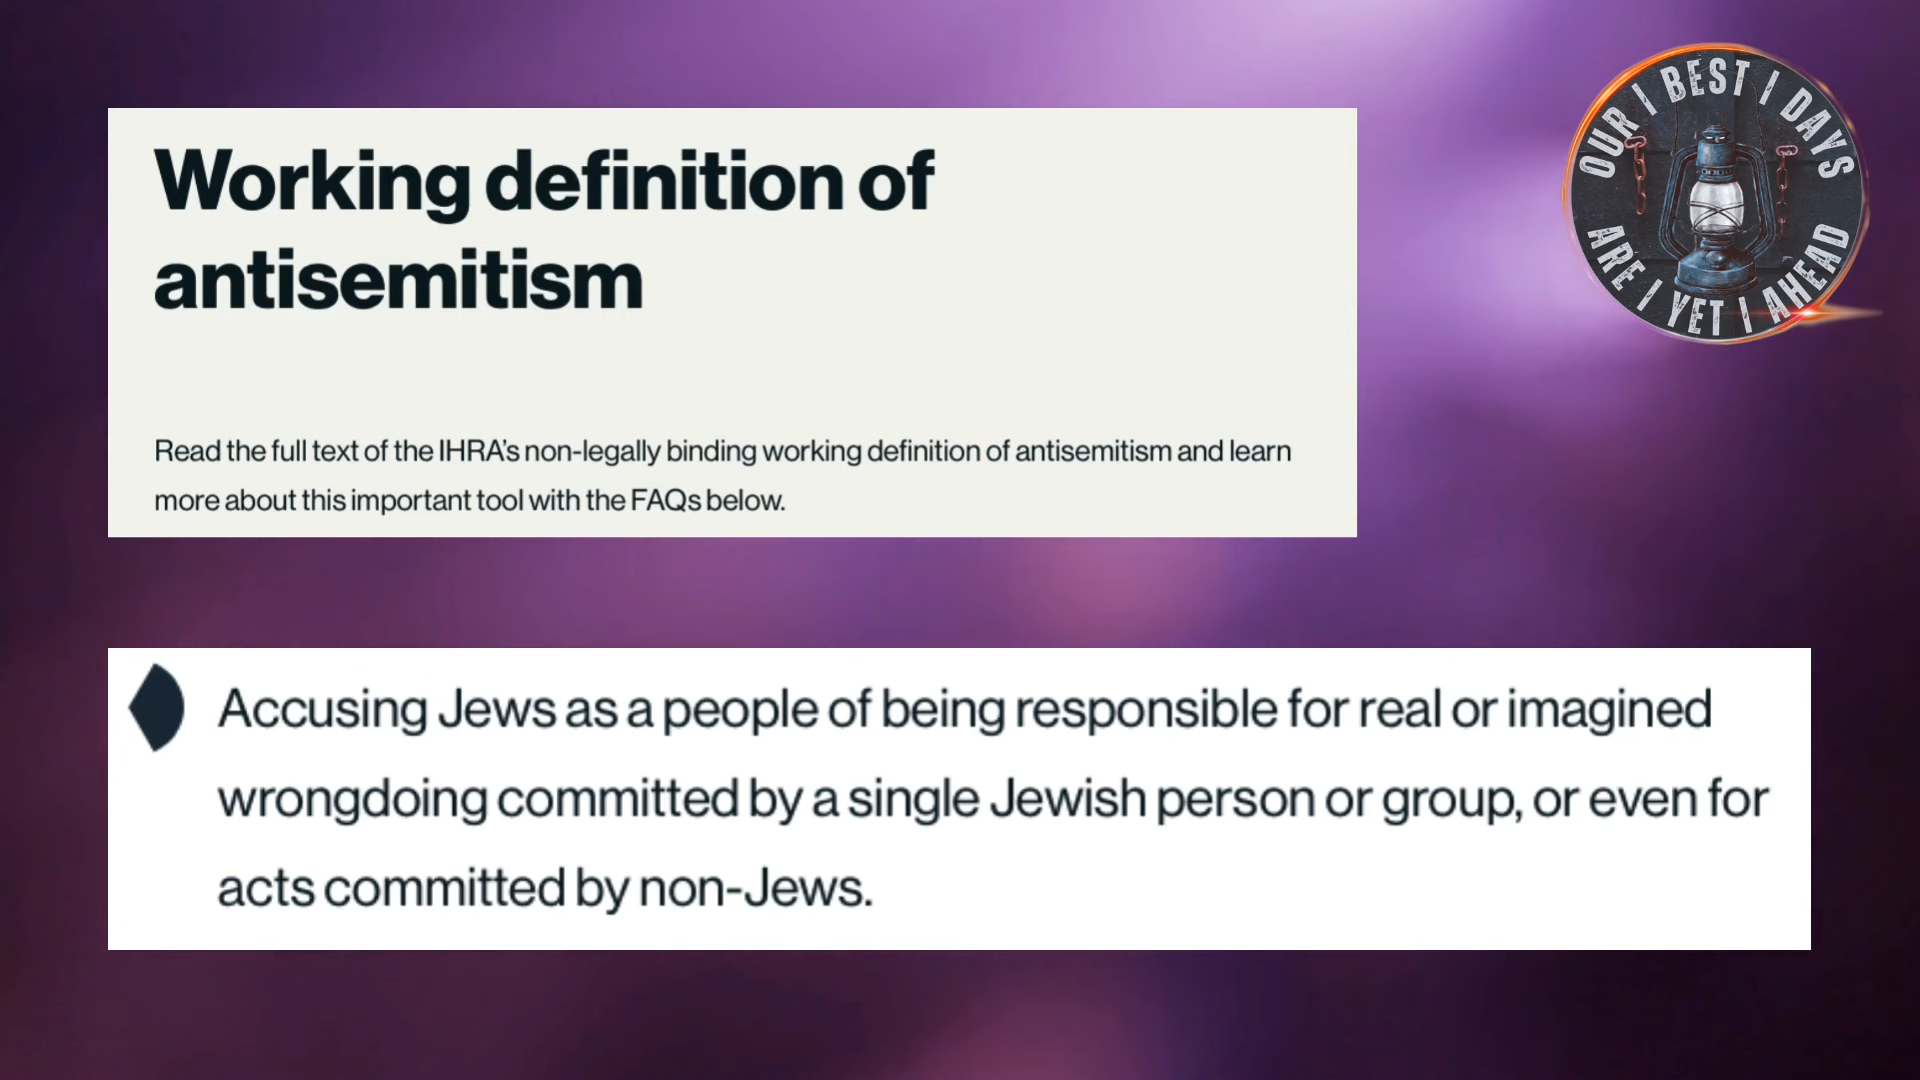 Working definition of
antisemitism
Read the full text of the IHRA’s non-legally binding working definition of antisemitism and learn
more about this important tool with the FAQs below.
OUR | BEST | DAYS
ARE | YET | AHEAD
Accusing Jews as a people of being responsible for real or imagined
wrongdoing committed by a single Jewish person or group, or even for
acts committed by non-Jews.